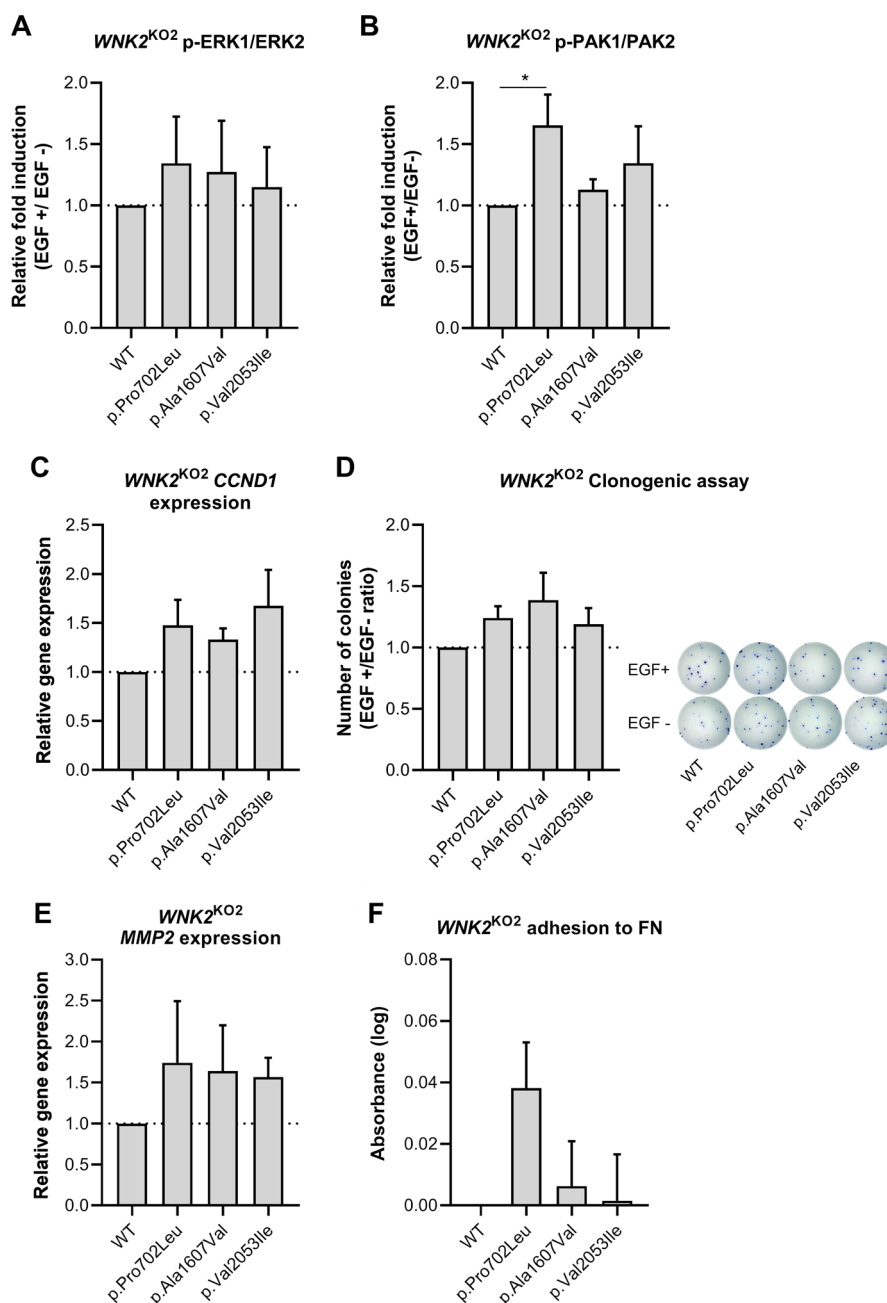 A
WNK2KO2 p-ERK1/ERK2
Relative fold induction
(EGF +/ EGF -)
2.0
1.5
1.0
0.5
0.0
WT
p.Pro702Leu
p.Ala1607Val
p.Val2053Ile
B
WNK2KO2 p-PAK1/PAK2
Relative fold induction
(EGF+/EGF-)
2.0
1.5
1.0
0.5
0.0
*
WT
p.Pro702Leu
p.Ala1607Val
p.Val2053Ile
C
WNK2KO2 CCND1
expression
Relative gene expression
2.5
2.0
1.5
1.0
0.5
0.0
WT
p.Pro702Leu
p.Ala1607Val
p.Val2053Ile
D
WNK2KO2 Clonogenic assay
Number of colonies
(EGF +/EGF- ratio)
2.0
1.5
1.0
0.5
0.0
WT
p.Pro702Leu
p.Ala1607Val
p.Val2053Ile
EGF+
EGF -
WT
p.Pro702Leu
p.Ala1607Val
p.Val2053Ile
E
WNK2KO2
MMP2 expression
Relative gene expression
3.0
2.5
2.0
1.5
1.0
0.5
0.0
WT
p.Pro702Leu
p.Ala1607Val
p.Val2053Ile
F
WNK2KO2 adhesion to FN
Absorbance (log)
0.08
0.06
0.04
0.02
0.00
WT
p.Pro702Leu
p.Ala1607Val
p.Val2053Ile